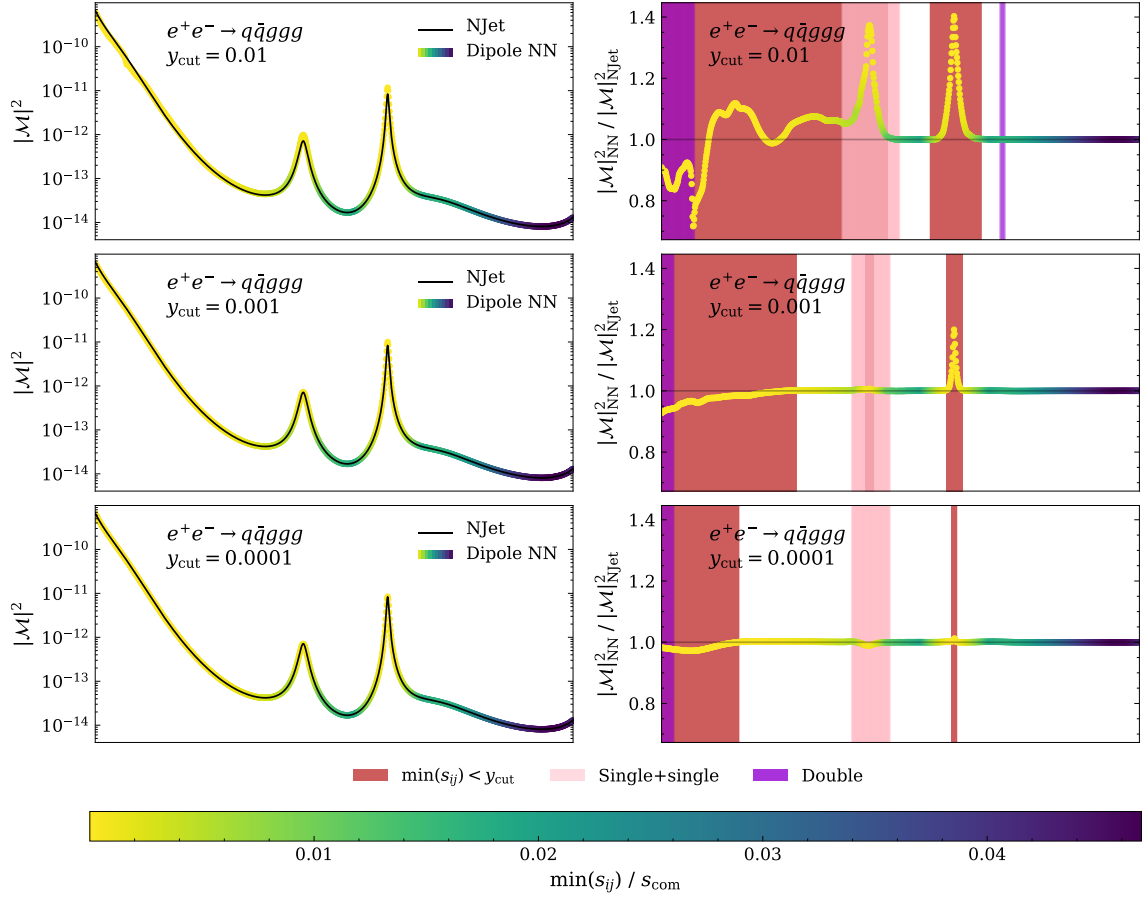 10⁻¹⁰
10⁻¹¹
10⁻¹²
10⁻¹³
10⁻¹⁴
|ℳ|²
e⁺e⁻ → qq̄ggg
y_cut = 0.01
NJet
Dipole NN
1.4
1.2
1.0
0.8
|ℳ|²_NN / |ℳ|²_NJet
e⁺e⁻ → qq̄ggg
y_cut = 0.01
10⁻¹⁰
10⁻¹¹
10⁻¹²
10⁻¹³
10⁻¹⁴
|ℳ|²
e⁺e⁻ → qq̄ggg
y_cut = 0.001
NJet
Dipole NN
1.4
1.2
1.0
0.8
|ℳ|²_NN / |ℳ|²_NJet
e⁺e⁻ → qq̄ggg
y_cut = 0.001
10⁻¹⁰
10⁻¹¹
10⁻¹²
10⁻¹³
10⁻¹⁴
|ℳ|²
e⁺e⁻ → qq̄ggg
y_cut = 0.0001
NJet
Dipole NN
1.4
1.2
1.0
0.8
|ℳ|²_NN / |ℳ|²_NJet
e⁺e⁻ → qq̄ggg
y_cut = 0.0001
min(s_ij) < y_cut
Single+single
Double
0.01 0.02 0.03 0.04
min(s_ij) / s_com